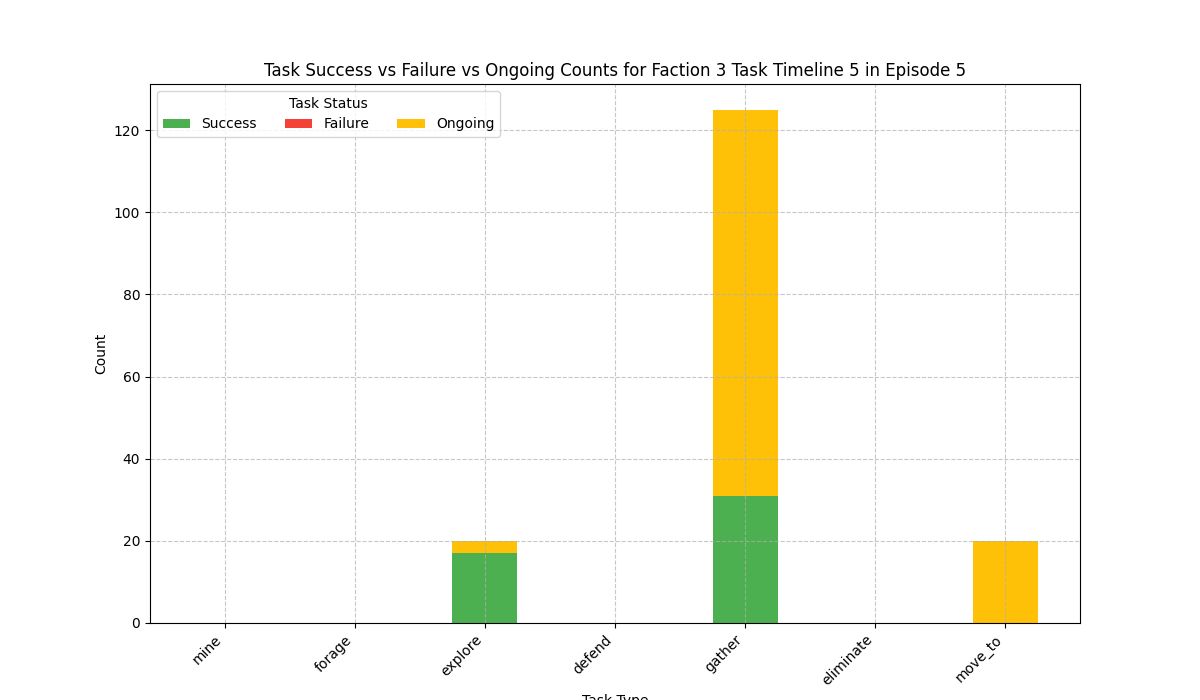 Task Success vs Failure vs Ongoing Counts for Faction 3 Task Timeline 5 in Episode 5
Task Status
Success Failure Ongoing
120
100
80
60
40
20
0
Count
mine forage explore defend gather eliminate move_to
Task Type